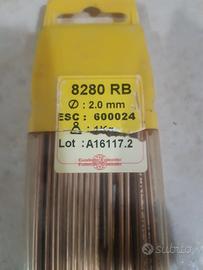 8280 RB
Ø : 2.0 mm
ESC : 600024
Lot : A16117.2
subito